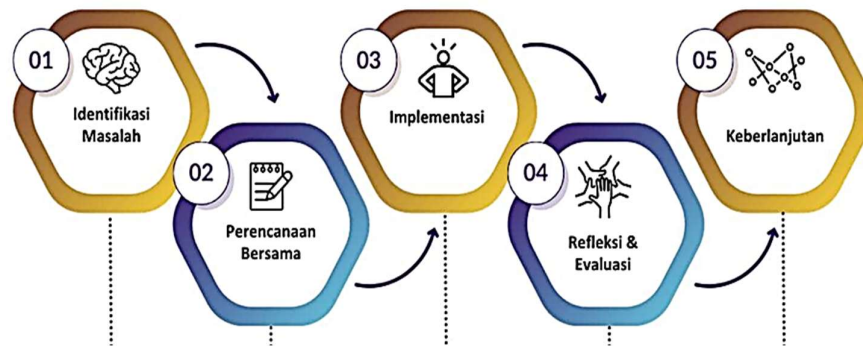 01
Identifikasi
Masalah
02
Perencanaan
Bersama
03
Implementasi
04
Refleksi &
Evaluasi
05
Keberlanjutan